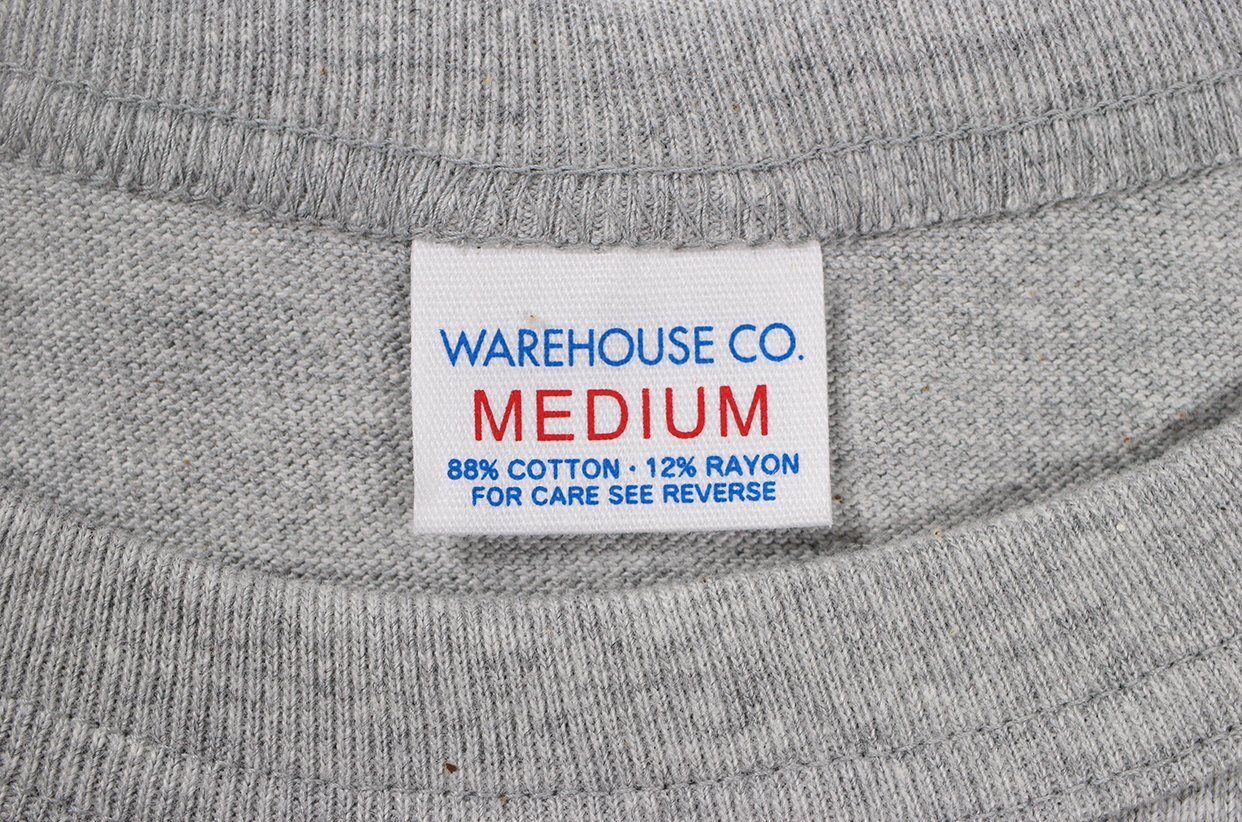 WAREHOUSE CO.
MEDIUM
88% COTTON · 12% RAYON
FOR CARE SEE REVERSE